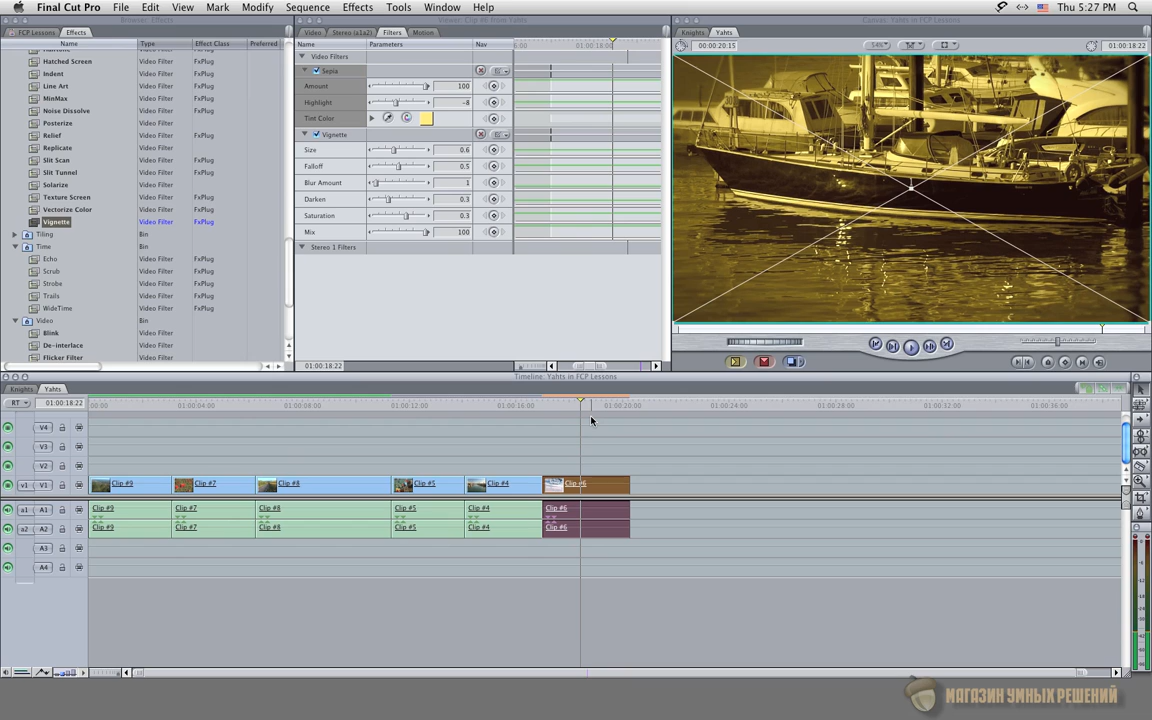 Final Cut Pro File Edit View Mark Modify Sequence Effects Tools Window Help Thu 5:27 PM
Browser: Effects
Viewer: Clip #6 from Yahts
Canvas: Yahts in FCP Lessons
FCP Lessons Effects
Name Type Effect Class Preferred
Hatched Screen Video Filter FxPlug
Indent Video Filter FxPlug
Line Art Video Filter FxPlug
MinMax Video Filter FxPlug
Noise Dissolve Video Filter FxPlug
Posterize Video Filter
Relief Video Filter FxPlug
Replicate Video Filter
Slit Scan Video Filter FxPlug
Slit Tunnel Video Filter FxPlug
Solarize Video Filter
Texture Screen Video Filter FxPlug
Vectorize Color Video Filter FxPlug
Vignette Video Filter FxPlug
Tiling Bin
Time Bin
Echo Video Filter FxPlug
Scrub Video Filter FxPlug
Strobe Video Filter FxPlug
Trails Video Filter FxPlug
WideTime Video Filter FxPlug
Video Bin
Blink Video Filter
De-interlace Video Filter
Flicker Filter Video Filter
Video Stereo (a1a2) Filters Motion
Name Parameters Nav 01:00:18:00
Video Filters
Sepia
Amount 100
Highlight -8
Tint Color
Vignette
Size 0.6
Falloff 0.5
Blur Amount 1
Darken 0.3
Saturation 0.3
Mix 100
Stereo 1 Filters
01:00:18:22
Knights Yahts
00:00:20:15 54% 01:00:18:22
Timeline: Yahts in FCP Lessons
Knights Yahts
RT 01:00:18:22 00:00 01:00:04:00 01:00:08:00 01:00:12:00 01:00:16:00 01:00:20:00 01:00:24:00 01:00:28:00 01:00:32:00 01:00:36:00
V4
V3
V2
v1 V1 Clip #9 Clip #7 Clip #8 Clip #5 Clip #4 Clip #6
a1 A1 Clip #9 Clip #7 Clip #8 Clip #5 Clip #4 Clip #6
a2 A2 Clip #9 Clip #7 Clip #8 Clip #5 Clip #4 Clip #6
A3
A4
МАГАЗИН УМНЫХ РЕШЕНИЙ